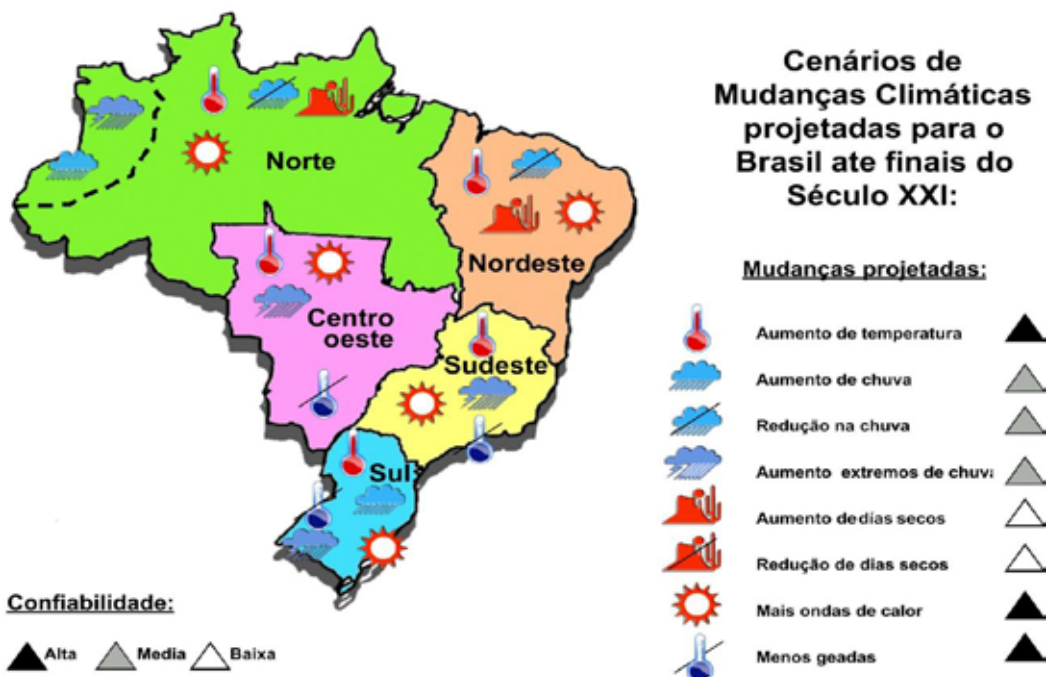 Cenários de
Mudanças Climáticas
projetadas para o
Brasil ate finais do
Século XXI:
Norte
Nordeste
Centro
oeste
Sudeste
Sul
Mudanças projetadas:
Aumento de temperatura
Aumento de chuva
Redução na chuva
Aumento extremos de chuva
Aumento de dias secos
Redução de dias secos
Mais ondas de calor
Menos geadas
Confiabilidade:
Alta Media Baixa